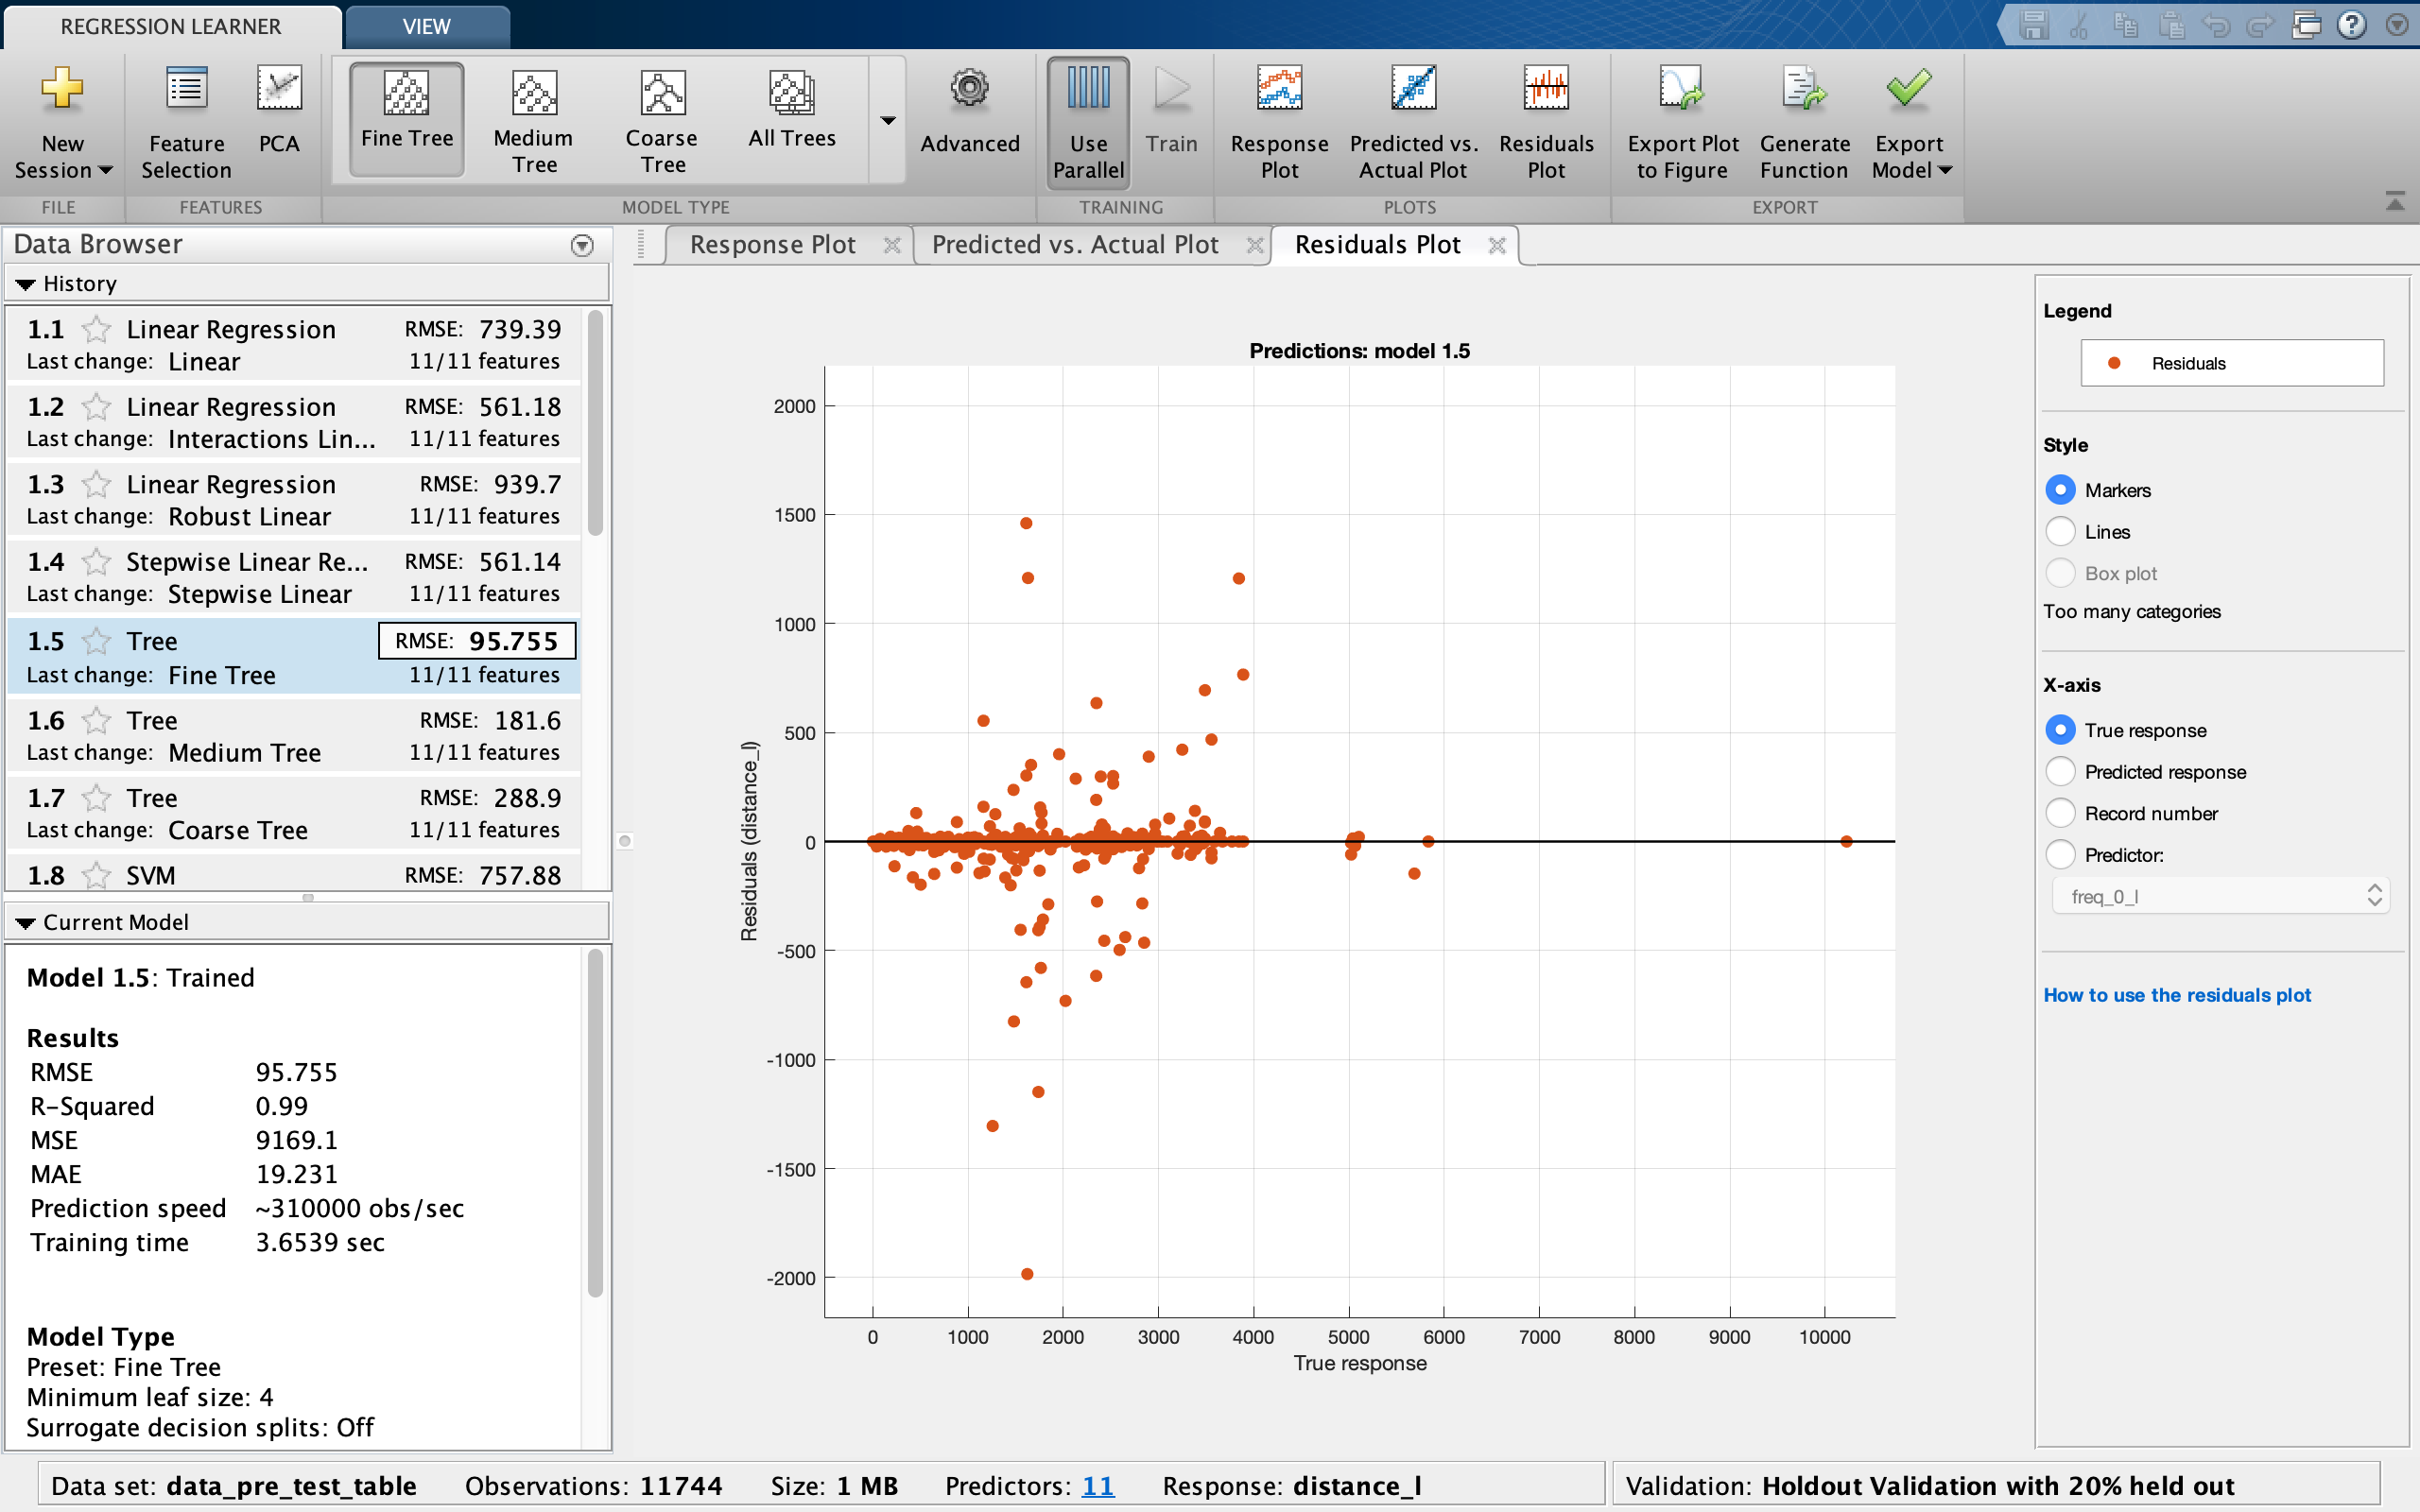 REGRESSION LEARNER
VIEW
New Session
Feature Selection
PCA
Fine Tree
Medium Tree
Coarse Tree
All Trees
Advanced
Use Parallel
Train
Response Plot
Predicted vs. Actual Plot
Residuals Plot
Export Plot to Figure
Generate Function
Export Model
FILE
FEATURES
MODEL TYPE
TRAINING
PLOTS
EXPORT
Data Browser
History
1.1 Linear Regression RMSE: 739.39
Last change: Linear 11/11 features
1.2 Linear Regression RMSE: 561.18
Last change: Interactions Lin... 11/11 features
1.3 Linear Regression RMSE: 939.7
Last change: Robust Linear 11/11 features
1.4 Stepwise Linear Re... RMSE: 561.14
Last change: Stepwise Linear 11/11 features
1.5 Tree RMSE: 95.755
Last change: Fine Tree 11/11 features
1.6 Tree RMSE: 181.6
Last change: Medium Tree 11/11 features
1.7 Tree RMSE: 288.9
Last change: Coarse Tree 11/11 features
1.8 SVM RMSE: 757.88
Current Model
Model 1.5: Trained
Results
RMSE 95.755
R-Squared 0.99
MSE 9169.1
MAE 19.231
Prediction speed ~310000 obs/sec
Training time 3.6539 sec
Model Type
Preset: Fine Tree
Minimum leaf size: 4
Surrogate decision splits: Off
Response Plot
Predicted vs. Actual Plot
Residuals Plot
Predictions: model 1.5
Residuals (distance_l)
2000
1500
1000
500
0
-500
-1000
-1500
-2000
0 1000 2000 3000 4000 5000 6000 7000 8000 9000 10000
True response
Legend
Residuals
Style
Markers
Lines
Box plot
Too many categories
X-axis
True response
Predicted response
Record number
Predictor:
freq_0_l
How to use the residuals plot
Data set: data_pre_test_table Observations: 11744 Size: 1 MB Predictors: 11 Response: distance_l
Validation: Holdout Validation with 20% held out